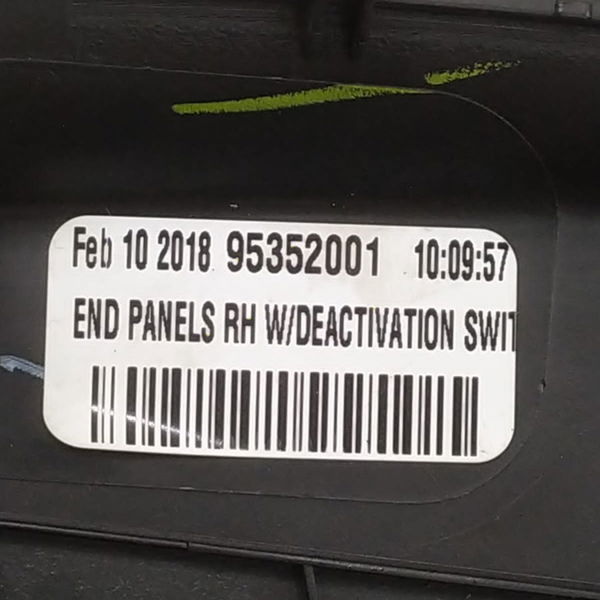 Feb 10 2018 95352001 10:09:57
END PANELS RH W/DEACTIVATION SWIT